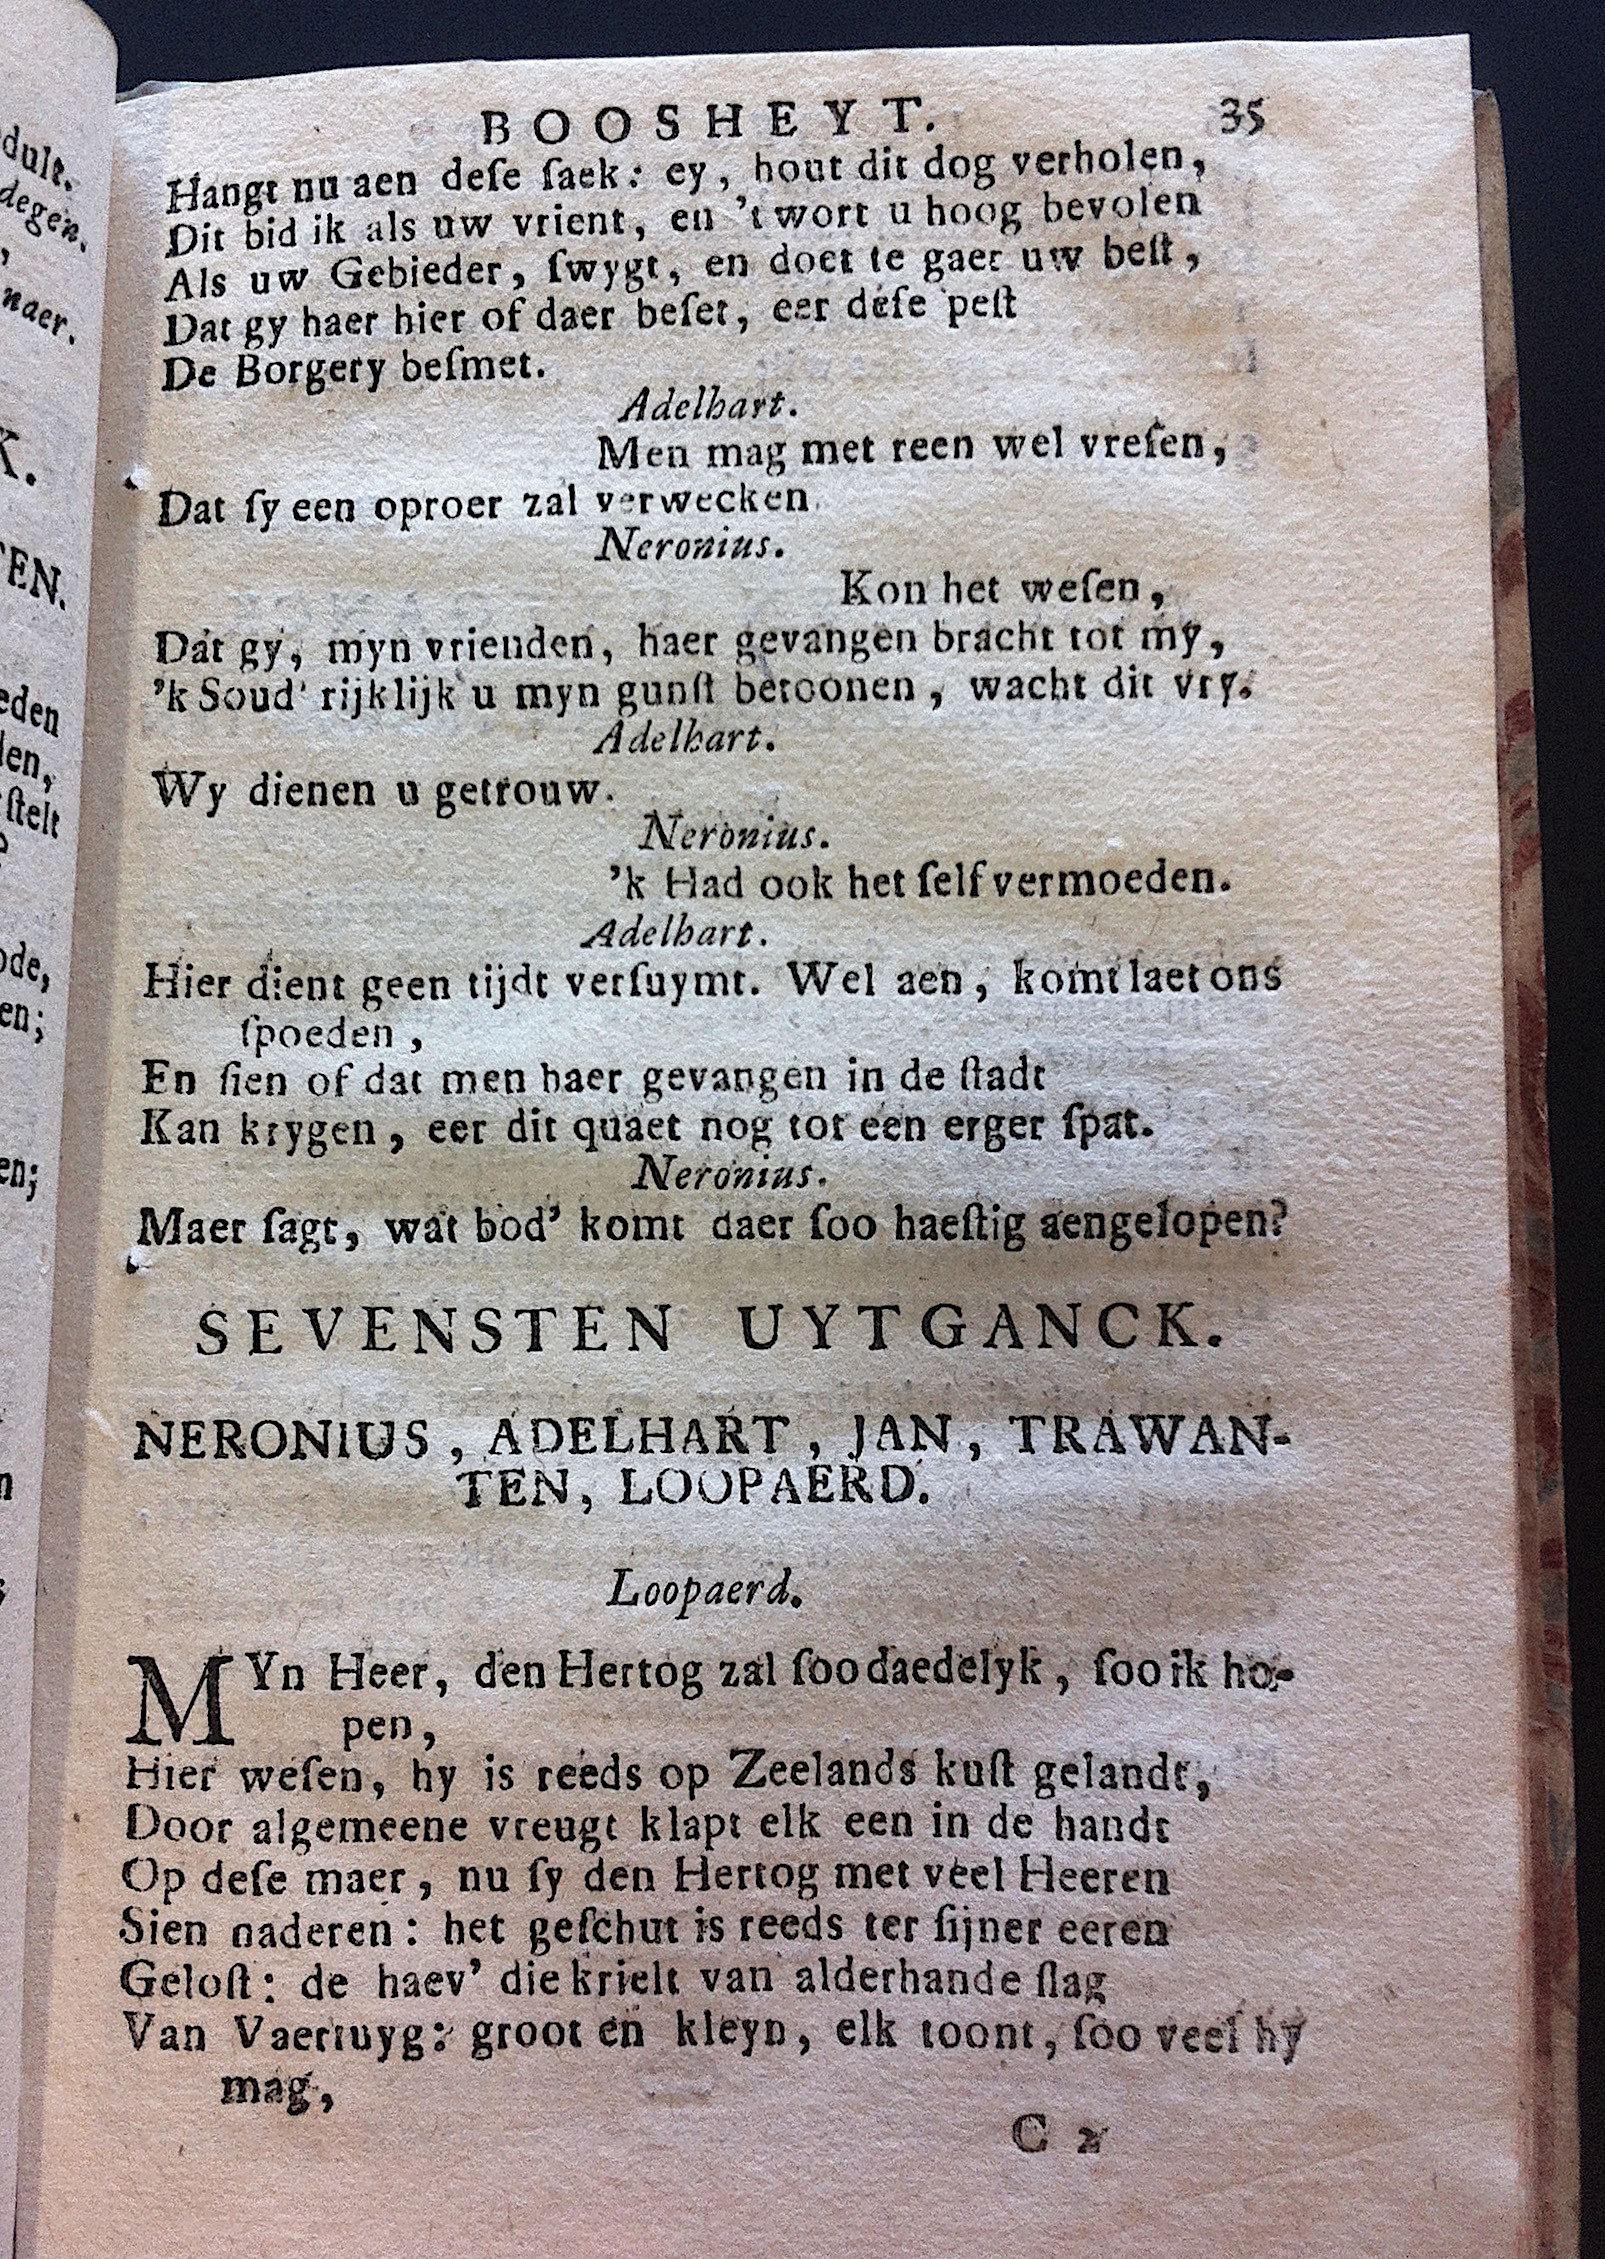 BOOSHEYT. 35
Hangt nu aen deſe ſaek: ey, hout dit dog verholen,
Dit bid ik als uw vrient, en 't wort u hoog bevolen
Als uw Gebieder, ſwygt, en doet te gaer uw beſt,
Dat gy haer hier of daer beſet, eer deſe peſt
De Borgery beſmet.
Adelhart.
Men mag met reen wel vreſen,
Dat ſy een oproer zal verwecken.
Neronius.
Kon het weſen,
Dat gy, myn vrienden, haer gevangen bracht tot my,
'k Soud' rijklijk u myn gunſt betoonen, wacht dit vry.
Adelhart.
Wy dienen u getrouw.
Neronius.
'k Had ook het ſelf vermoeden.
Adelhart.
Hier dient geen tijdt verſuymt. Wel aen, komt laet ons
ſpoeden,
En ſien of dat men haer gevangen in de ſtadt
Kan krygen, eer dit quaet nog tot een erger ſpat.
Neronius.
Maer ſagt, wat bod' komt daer ſoo haeſtig aengelopen?
SEVENSTEN UYTGANCK.
NERONIUS, ADELHART, JAN, TRAWAN-
TEN, LOOPAERD.
Loopaerd.
MYn Heer, den Hertog zal ſoo daedelyk, ſoo ik ho-
pen,
Hier weſen, hy is reeds op Zeelands kuſt gelandt,
Door algemeene vreugt klapt elk een in de handt
Op deſe maer, nu ſy den Hertog met veel Heeren
Sien naderen: het geſchut is reeds ter ſijner eeren
Geloſt: de haev' die krielt van alderhande ſlag
Van Vaertuyg: groot en kleyn, elk toont, ſoo veel hy
mag,
C 2